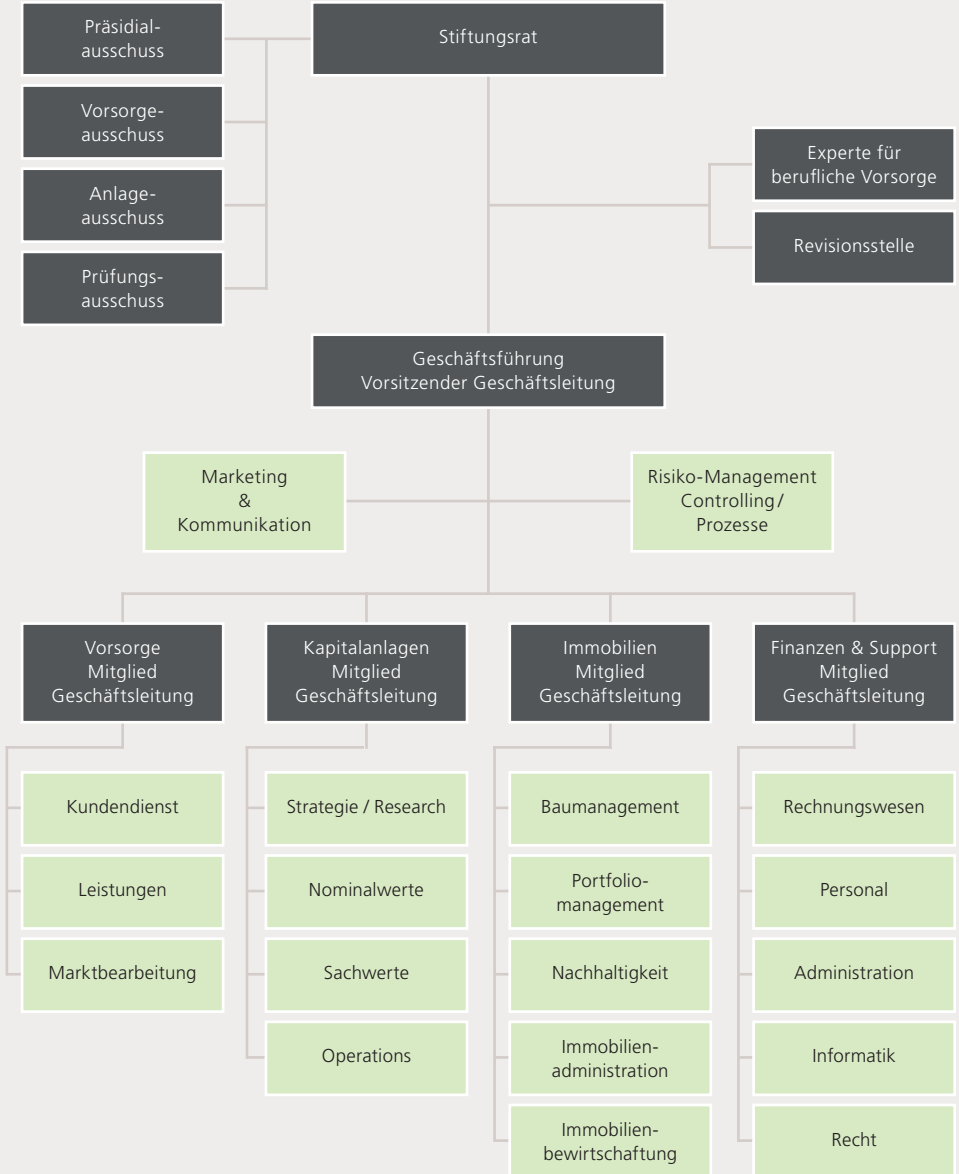 Präsidial-
ausschuss
Stiftungsrat
Vorsorge-
ausschuss
Experte für
berufliche Vorsorge
Anlage-
ausschuss
Revisionsstelle
Prüfungs-
ausschuss
Geschäftsführung
Vorsitzender Geschäftsleitung
Marketing
&
Kommunikation
Risiko-Management
Controling/
Prozesse
Vorsorge
Mitglied
Geschäftsleitung
Kapitalanlagen
Mitglied
Geschäftsleitung
Immobilien
Mitglied
Geschäftsleitung
Finanzen & Support
Mitglied
Geschäftsleitung
Kundendienst
Leistungen
Marktbearbeitung
Strategie / Research
Nominalwerte
Sachwerte
Operations
Baumanagement
Portfolio-
management
Nachhaltigkeit
Immobilien-
administration
Immobilien-
bewirtschaftung
Rechnungswesen
Personal
Administration
Informatik
Recht